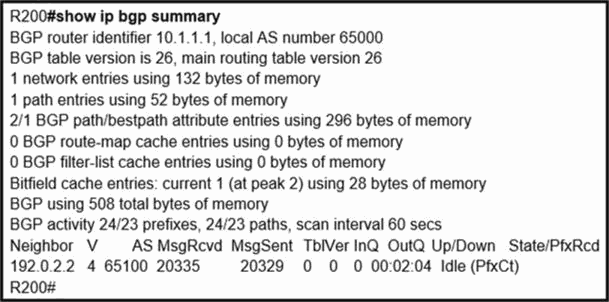 R200#show ip bgp summary
BGP router identifier 10.1.1.1, local AS number 65000
BGP table version is 26, main routing table version 26
1 network entries using 132 bytes of memory
1 path entries using 52 bytes of memory
2/1 BGP path/bestpath attribute entries using 296 bytes of memory
0 BGP route-map cache entries using 0 bytes of memory
0 BGP filter-list cache entries using 0 bytes of memory
Bitfield cache entries: current 1 (at peak 2) using 28 bytes of memory
BGP using 508 total bytes of memory
BGP activity 24/23 prefixes, 24/23 paths, scan interval 60 secs
Neighbor V AS MsgRcvd MsgSent TblVer InQ OutQ Up/Down State/PfxRcd
192.0.2.2 4 65100 20335 20329 0 0 0 00:02:04 Idle (PfxCt)
R200#